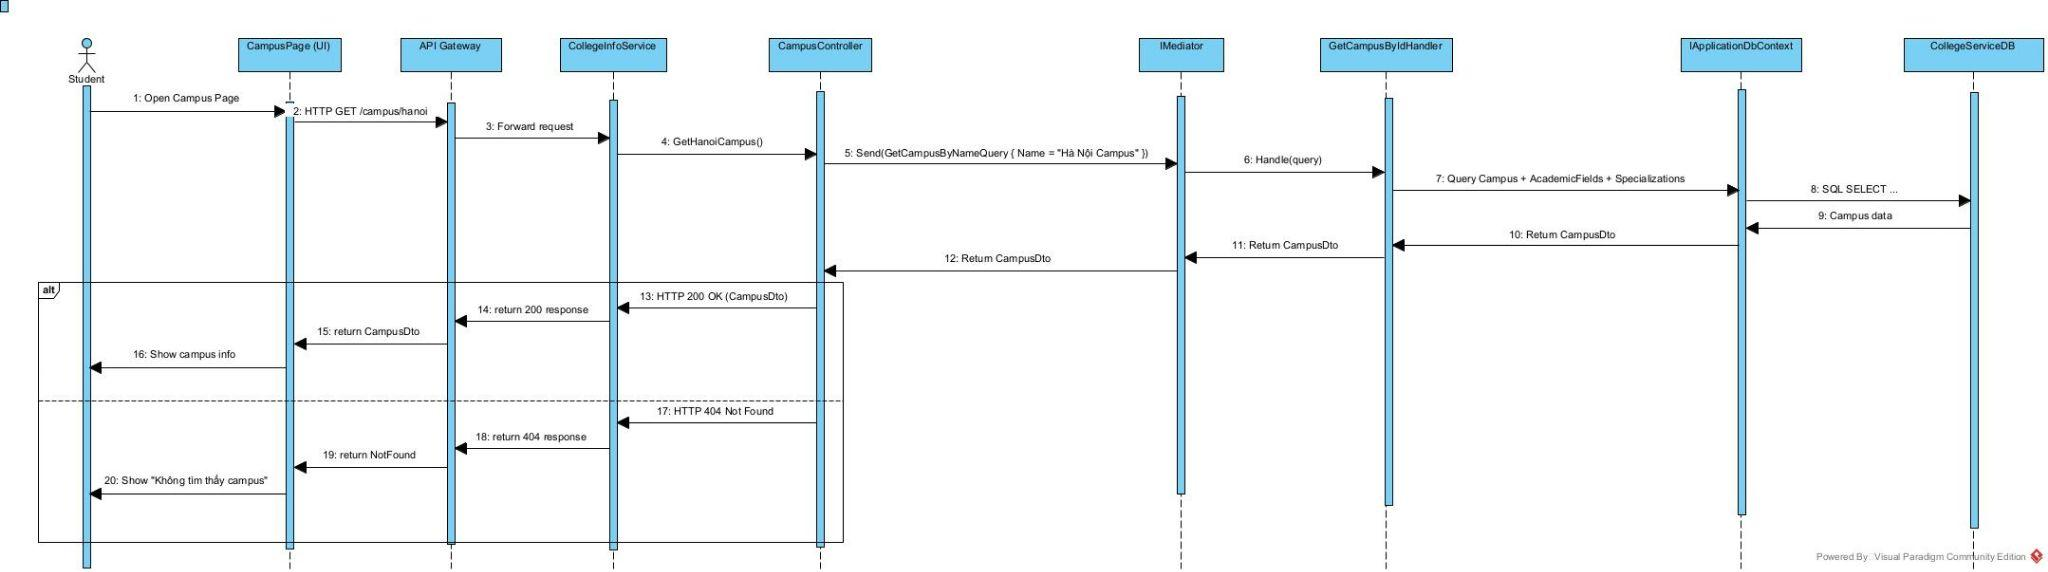 CampusPage (UI)
API Gateway
CollegeInfoService
CampusController
IMediator
GetCampusByIdHandler
IApplicationDbContext
CollegeServiceDB
Student
1: Open Campus Page
2: HTTP GET /campus/hanoi
3: Forward request
4: GetHanoiCampus()
5: Send(GetCampusByNameQuery { Name = "Hà Nội Campus" })
6: Handle(query)
7: Query Campus + AcademicFields + Specializations
8: SQL SELECT ...
9: Campus data
10: Return CampusDto
11: Return CampusDto
12: Return CampusDto
alt
13: HTTP 200 OK (CampusDto)
14: return 200 response
15: return CampusDto
16: Show campus info
17: HTTP 404 Not Found
18: return 404 response
19: return NotFound
20: Show "Không tìm thấy campus"
Powered By Visual Paradigm Community Edition